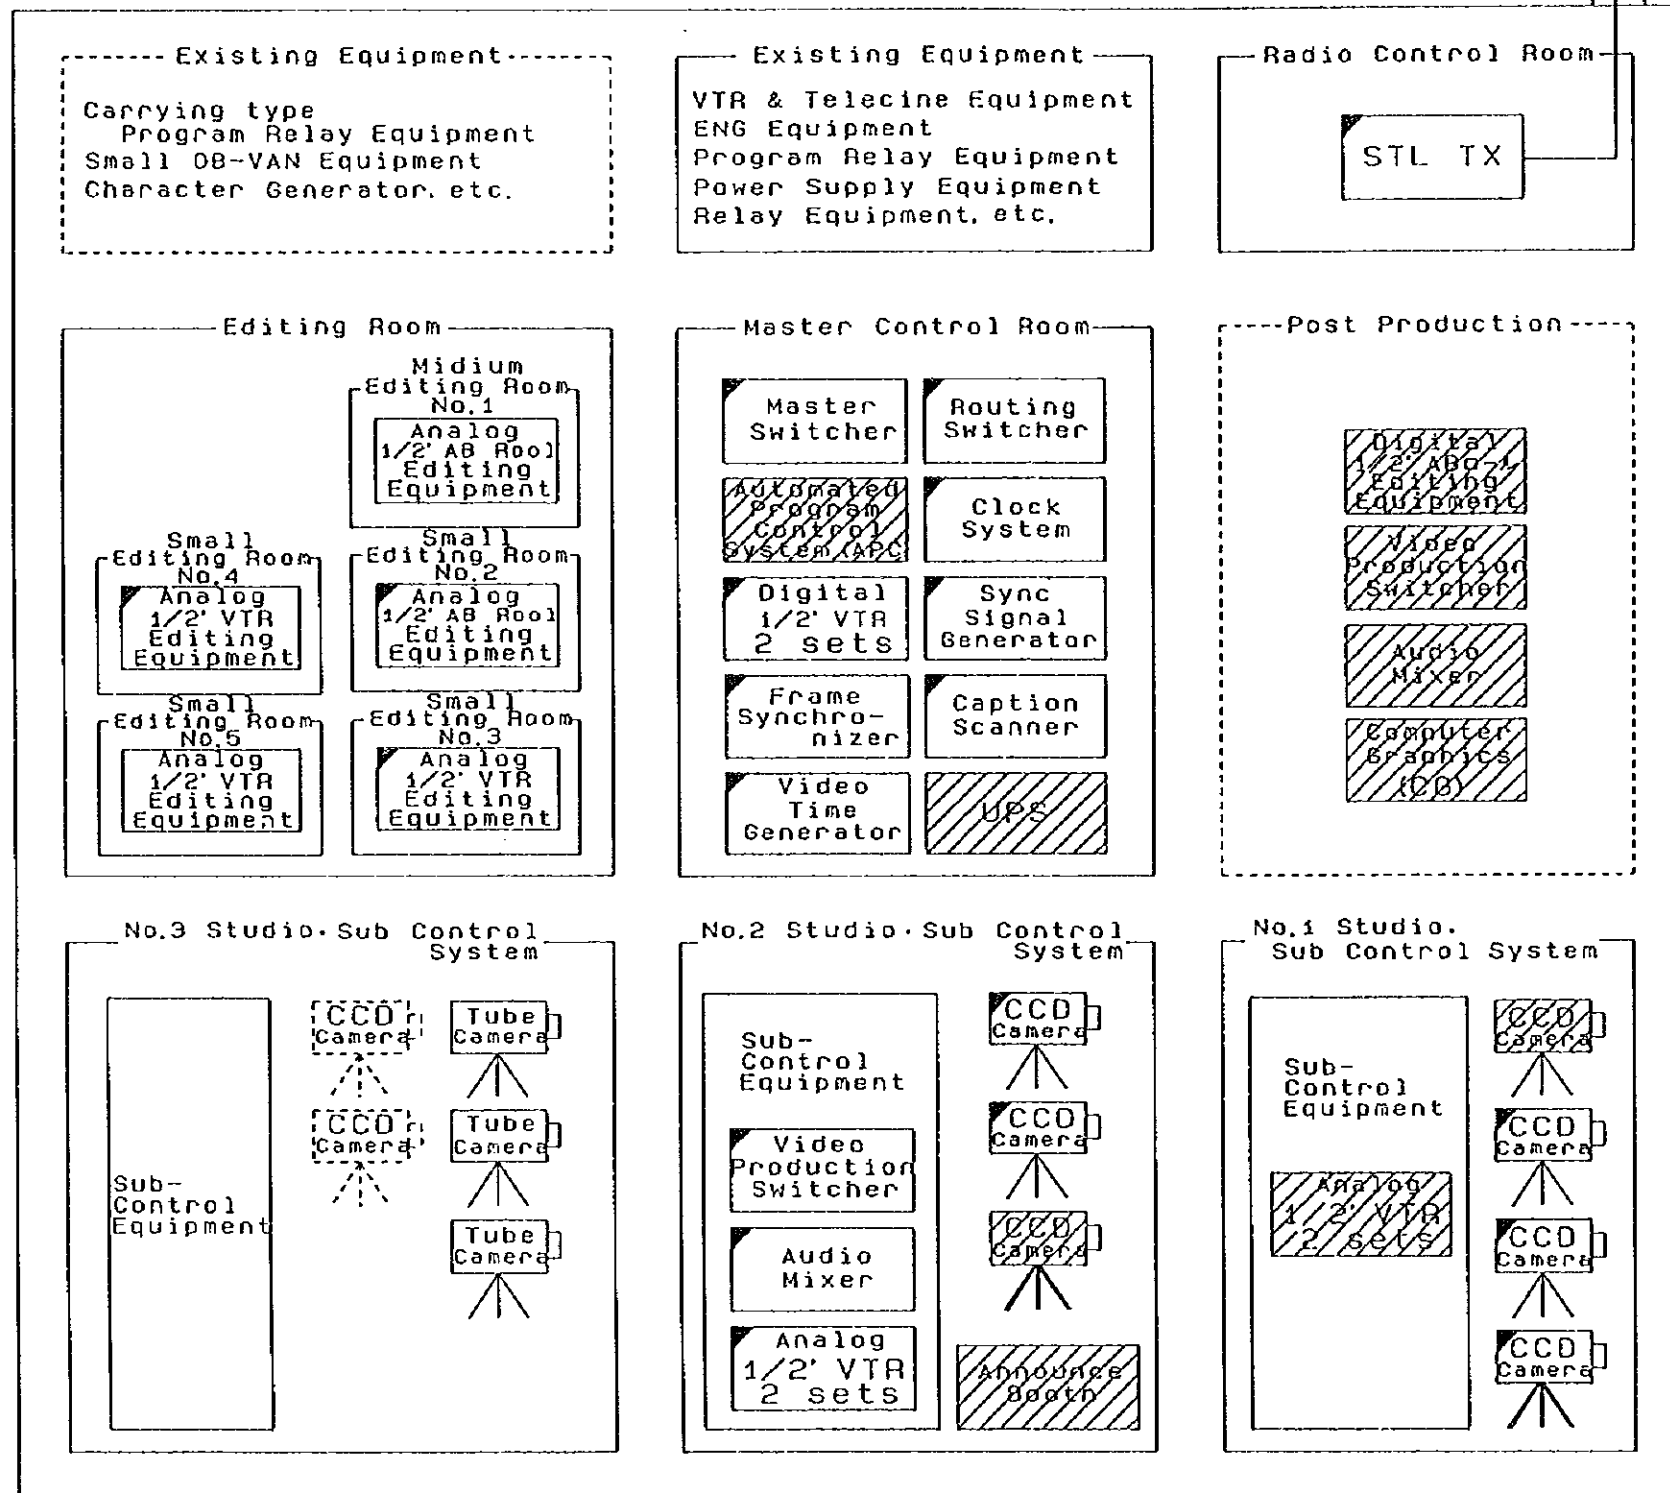 Existing Equipment
Carrying type
Program Relay Equipment
Small OB-VAN Equipment
Character Generator, etc.
Existing Equipment
VTR & Telecine Equipment
ENG Equipment
Program Relay Equipment
Power Supply Equipment
Relay Equipment, etc.
Radio Control Room
STL TX
Editing Room
Midium
Editing Room
No.1
Analog
1/2' AB Rool
Editing
Equipment
Small
Editing Room
No.4
Analog
1/2' VTR
Editing
Equipment
Small
Editing Room
No.2
Analog
1/2' AB Rool
Editing
Equipment
Small
Editing Room
No.5
Analog
1/2' VTR
Editing
Equipment
Small
Editing Room
No.3
Analog
1/2' VTR
Editing
Equipment
Master Control Room
Master
Switcher
Routing
Switcher
Automated
Program
Control
System (APC
Clock
System
Digital
1/2' VTR
2 sets
Sync
Signal
Generator
Frame
Synchro-
nizer
Caption
Scanner
Video
Time
Generator
UPS
Post Production
Digital
1/2'
Editing
Equipment
Video
Production
Switcher
Audio
Mixer
Computer
Graphics
(CG)
No.3 Studio·Sub Control
System
Sub-
Control
Equipment
CCD
Camera
Tube
Camera
CCD
Camera
Tube
Camera
Tube
Camera
No.2 Studio·Sub Control
System
Sub-
Control
Equipment
Video
Production
Switcher
Audio
Mixer
Analog
1/2' VTR
2 sets
CCD
Camera
CCD
Camera
CCD
Camera
Announce
Booth
No.1 Studio·
Sub Control System
Sub-
Control
Equipment
Analog
1/2' VTR
2 sets
CCD
Camera
CCD
Camera
CCD
Camera
CCD
Camera